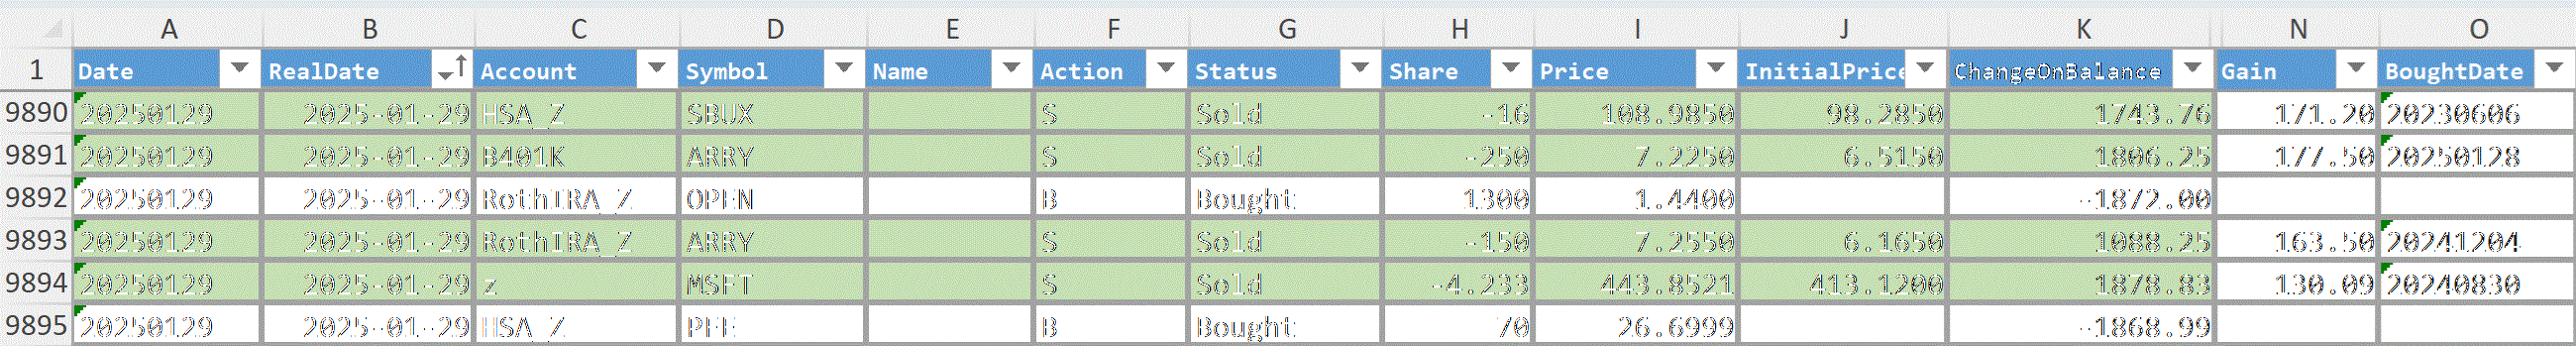 A B C D E F G H I J K N O
1 Date RealDate Account Symbol Name Action Status Share Price InitialPrice ChangeOnBalance Gain BoughtDate
9890 20250129 2025-01-29 HSA_Z SBUX S Sold -16 108.9850 98.2850 1743.76 171.20 20230606
9891 20250129 2025-01-29 B401K ARRY S Sold -250 7.2250 6.5150 1806.25 177.50 20250128
9892 20250129 2025-01-29 RothIRA_Z OPEN B Bought 1300 1.4400 -1872.00
9893 20250129 2025-01-29 RothIRA_Z ARRY S Sold -150 7.2550 6.1650 1088.25 163.50 20241204
9894 20250129 2025-01-29 z MSFT S Sold -4.233 443.8521 413.1200 1878.83 130.09 20240830
9895 20250129 2025-01-29 HSA_Z PFE B Bought 70 26.6999 -1868.99